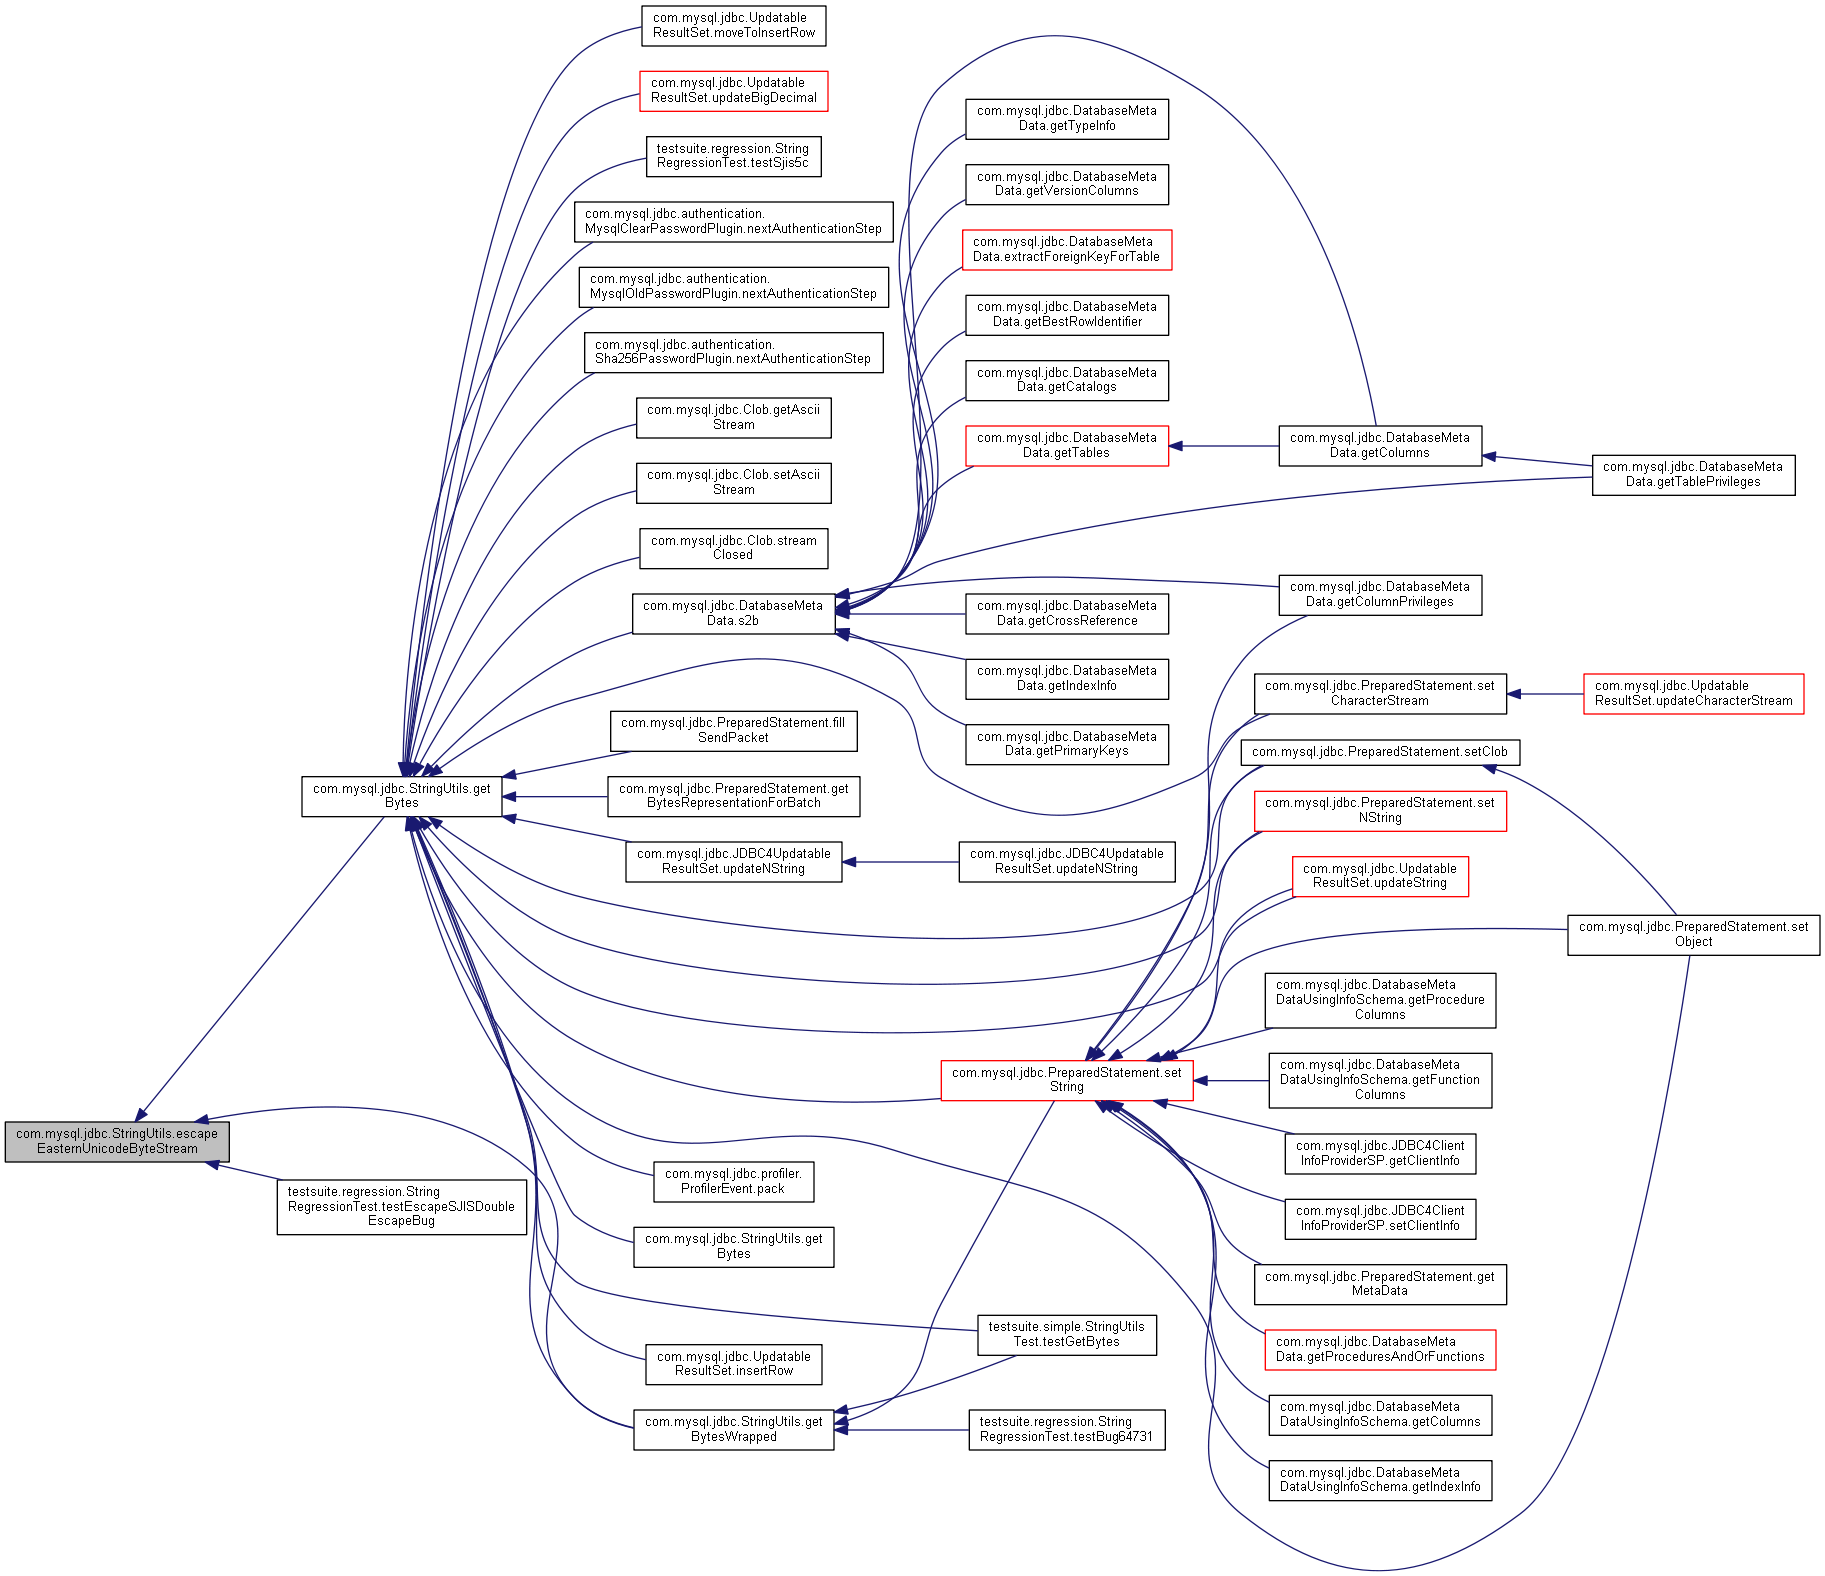 com.mysql.jdbc.Updatable
ResultSet.moveToInsertRow
com.mysql.jdbc.Updatable
ResultSet.updateBigDecimal
testsuite.regression.String
RegressionTest.testSjis5c
com.mysql.jdbc.authentication.
MysqlClearPasswordPlugin.nextAuthenticationStep
com.mysql.jdbc.authentication.
MysqlOldPasswordPlugin.nextAuthenticationStep
com.mysql.jdbc.authentication.
Sha256PasswordPlugin.nextAuthenticationStep
com.mysql.jdbc.Clob.getAscii
Stream
com.mysql.jdbc.Clob.setAscii
Stream
com.mysql.jdbc.Clob.stream
Closed
com.mysql.jdbc.DatabaseMeta
Data.s2b
com.mysql.jdbc.PreparedStatement.fill
SendPacket
com.mysql.jdbc.StringUtils.get
Bytes
com.mysql.jdbc.PreparedStatement.get
BytesRepresentationForBatch
com.mysql.jdbc.JDBC4Updatable
ResultSet.updateNString
com.mysql.jdbc.JDBC4Updatable
ResultSet.updateNString
com.mysql.jdbc.StringUtils.escape
EasternUnicodeByteStream
testsuite.regression.String
RegressionTest.testEscapeSJISDouble
EscapeBug
com.mysql.jdbc.profiler.
ProfilerEvent.pack
com.mysql.jdbc.StringUtils.get
Bytes
com.mysql.jdbc.Updatable
ResultSet.insertRow
com.mysql.jdbc.StringUtils.get
BytesWrapped
com.mysql.jdbc.DatabaseMeta
Data.getTypeInfo
com.mysql.jdbc.DatabaseMeta
Data.getVersionColumns
com.mysql.jdbc.DatabaseMeta
Data.extractForeignKeyForTable
com.mysql.jdbc.DatabaseMeta
Data.getBestRowIdentifier
com.mysql.jdbc.DatabaseMeta
Data.getCatalogs
com.mysql.jdbc.DatabaseMeta
Data.getTables
com.mysql.jdbc.DatabaseMeta
Data.getColumns
com.mysql.jdbc.DatabaseMeta
Data.getTablePrivileges
com.mysql.jdbc.DatabaseMeta
Data.getColumnPrivileges
com.mysql.jdbc.DatabaseMeta
Data.getCrossReference
com.mysql.jdbc.DatabaseMeta
Data.getIndexInfo
com.mysql.jdbc.DatabaseMeta
Data.getPrimaryKeys
com.mysql.jdbc.PreparedStatement.set
CharacterStream
com.mysql.jdbc.Updatable
ResultSet.updateCharacterStream
com.mysql.jdbc.PreparedStatement.setClob
com.mysql.jdbc.PreparedStatement.set
NString
com.mysql.jdbc.Updatable
ResultSet.updateString
com.mysql.jdbc.PreparedStatement.set
Object
com.mysql.jdbc.DatabaseMeta
DataUsingInfoSchema.getProcedure
Columns
com.mysql.jdbc.PreparedStatement.set
String
com.mysql.jdbc.DatabaseMeta
DataUsingInfoSchema.getFunction
Columns
com.mysql.jdbc.JDBC4Client
InfoProviderSP.getClientInfo
com.mysql.jdbc.JDBC4Client
InfoProviderSP.setClientInfo
com.mysql.jdbc.PreparedStatement.get
MetaData
testsuite.simple.StringUtils
Test.testGetBytes
com.mysql.jdbc.DatabaseMeta
Data.getProceduresAndOrFunctions
com.mysql.jdbc.DatabaseMeta
DataUsingInfoSchema.getColumns
testsuite.regression.String
RegressionTest.testBug64731
com.mysql.jdbc.DatabaseMeta
DataUsingInfoSchema.getIndexInfo